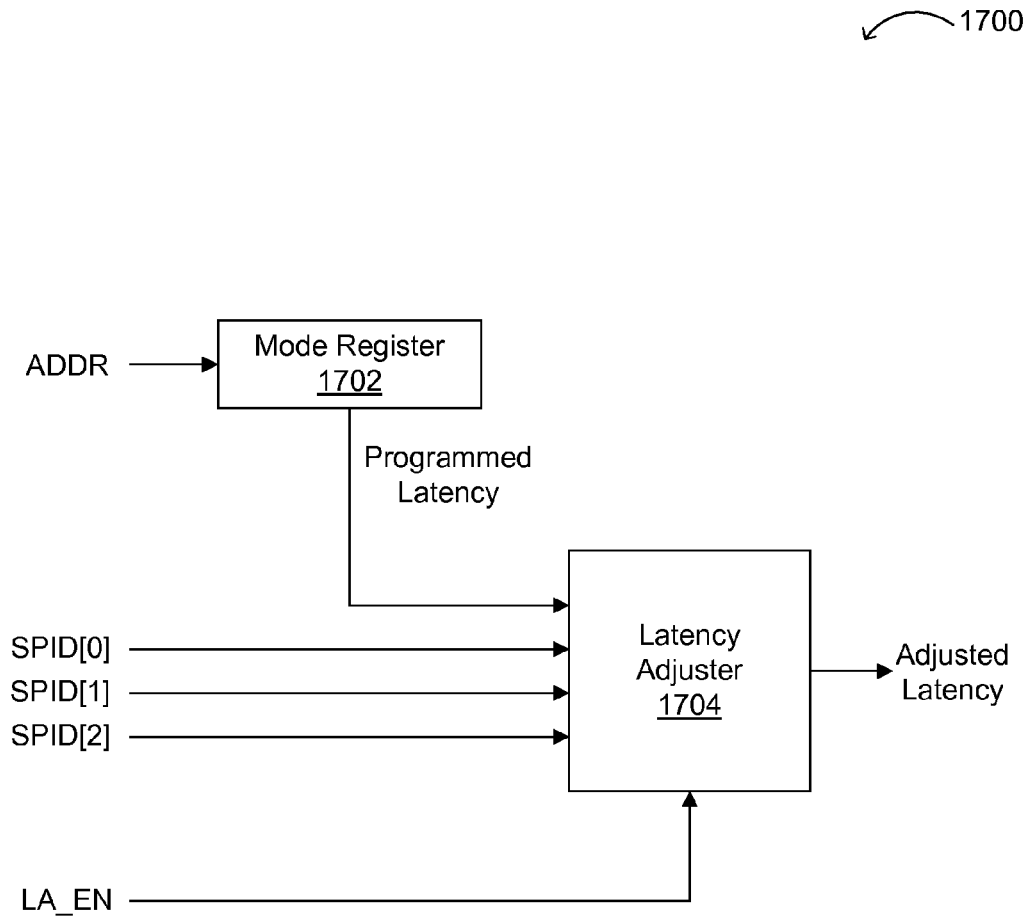 1700
ADDR
Mode Register
1702
Programmed
Latency
SPID[0]
SPID[1]
SPID[2]
Latency
Adjuster
1704
Adjusted
Latency
LA_EN